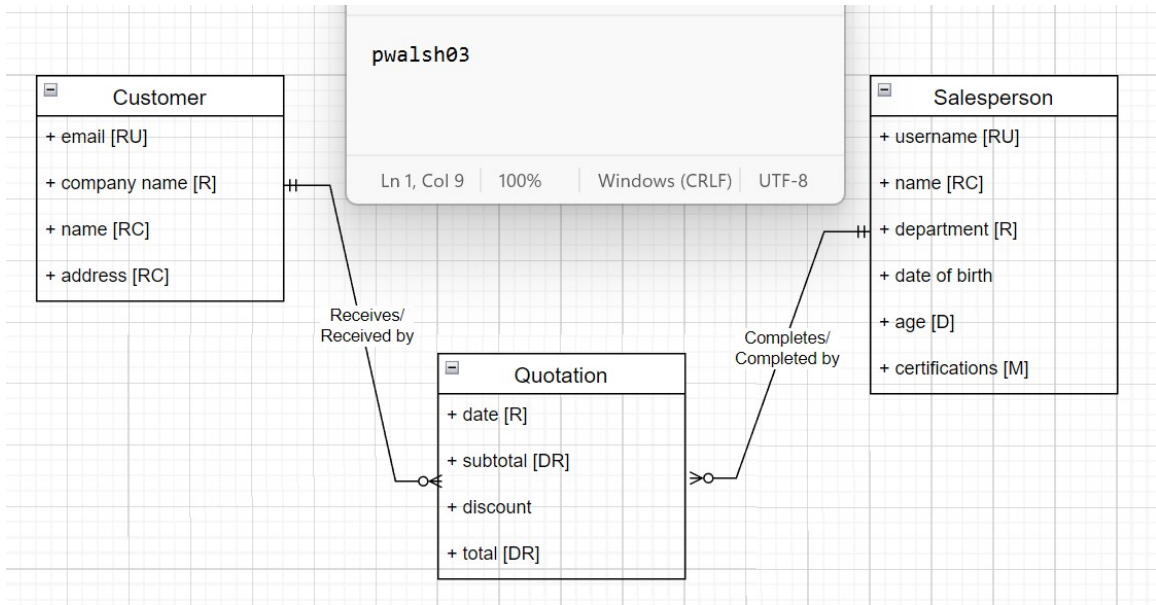 pwalsh03
Ln 1, Col 9
100%
Windows (CRLF)
UTF-8
Customer
+ email [RU]
+ company name [R]
+ name [RC]
+ address [RC]
Salesperson
+ username [RU]
+ name [RC]
+ department [R]
+ date of birth
+ age [D]
+ certifications [M]
Receives/
Received by
Completes/
Completed by
Quotation
+ date [R]
+ subtotal [DR]
+ discount
+ total [DR]